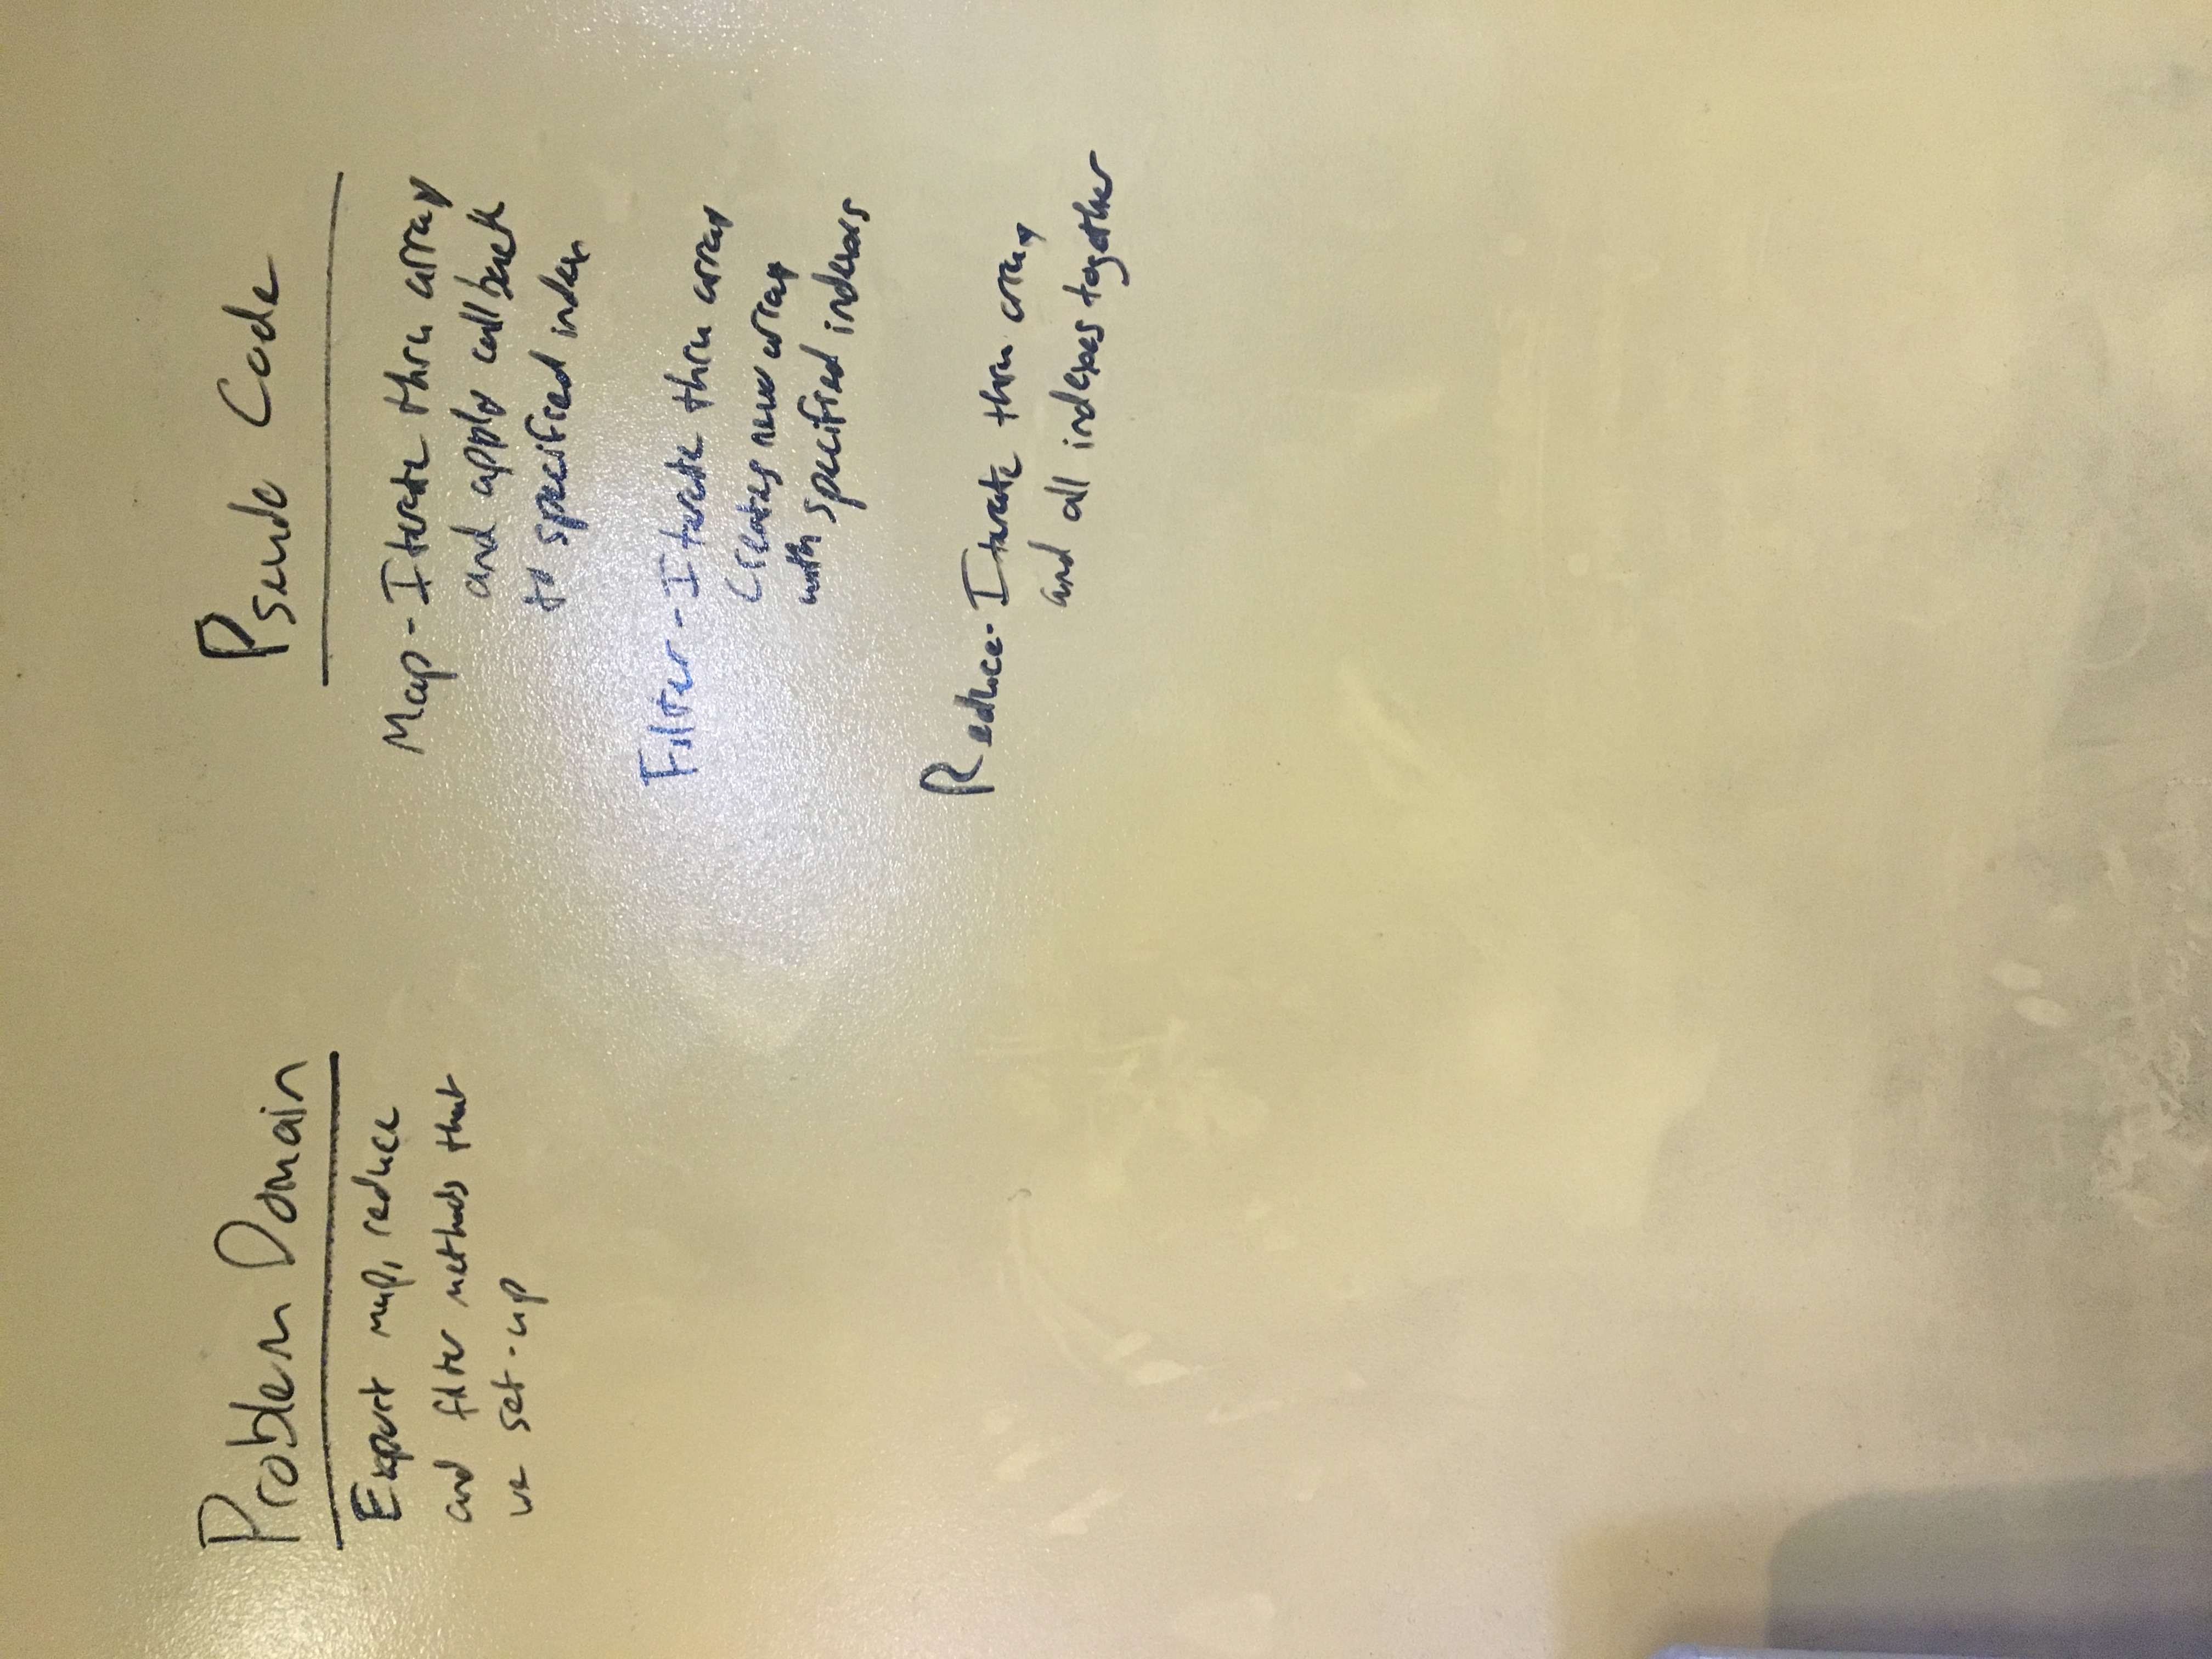 Problem Domain
Export map, reduce
and filter methods that
we set-up
Pseudo Code
Map - Iterate thru array
and apply callback
to specified index
Filter - Iterate thru array
Creates new array
with specified indexes
Reduce - Iterate thru array
and all indexes together